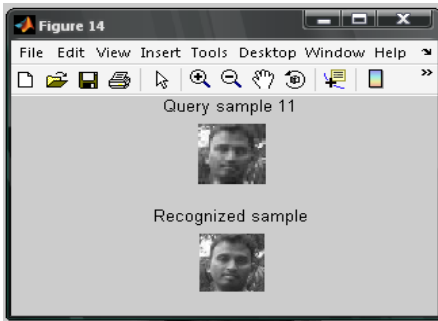 Figure 14
File Edit View Insert Tools Desktop Window Help
Query sample 11
Recognized sample